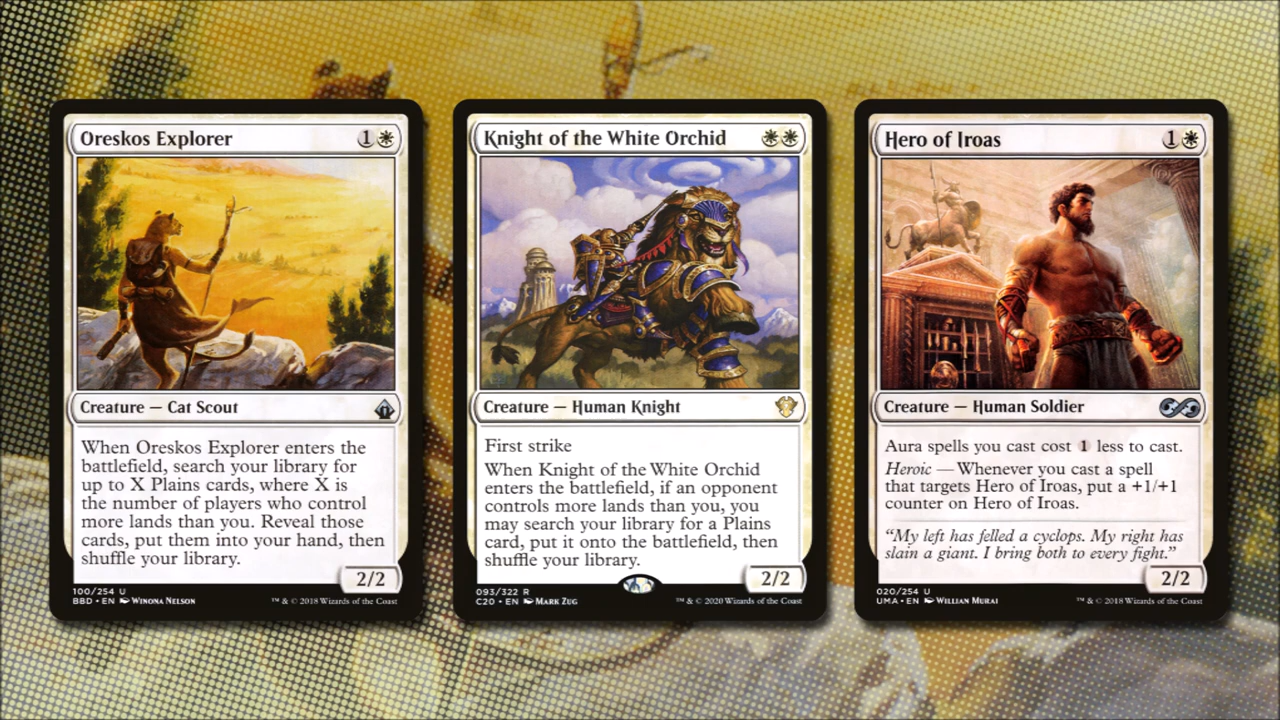 Oreskos Explorer 1
Creature — Cat Scout
When Oreskos Explorer enters the
battlefield, search your library for
up to X Plains cards, where X is
the number of players who control
more lands than you. Reveal those
cards, put them into your hand, then
shuffle your library.
2/2
100/254 U
BBD • EN Winona Nelson
™ & © 2018 Wizards of the Coast
Knight of the White Orchid
Creature — Human Knight
First strike
When Knight of the White Orchid
enters the battlefield, if an opponent
controls more lands than you, you
may search your library for a Plains
card, put it onto the battlefield, then
shuffle your library.
2/2
093/322 R
C20 • EN Mark Zug
™ & © 2020 Wizards of the Coast
Hero of Iroas 1
Creature — Human Soldier
Aura spells you cast cost 1 less to cast.
Heroic — Whenever you cast a spell
that targets Hero of Iroas, put a +1/+1
counter on Hero of Iroas.
“My left has felled a cyclops. My right has
slain a giant. I bring both to every fight.”
2/2
020/254 U
UMA • EN Willian Murai
™ & © 2018 Wizards of the Coast